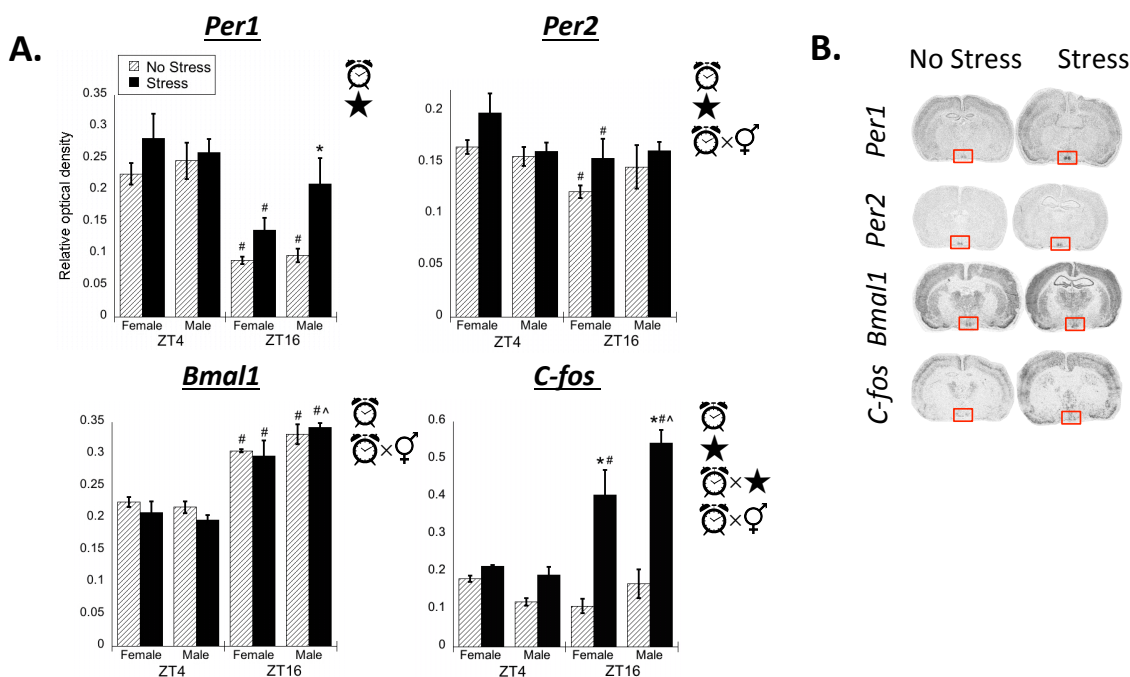 A.
Per1
No Stress
Stress
Relative optical density
0.35
0.3
0.25
0.2
0.15
0.1
0.05
0
*
# # # #
Female Male Female Male
ZT4 ZT16
Per2
0.2
0.15
0.1
0.05
0
# #
×
Female Male Female Male
ZT4 ZT16
Bmal1
0.35
0.3
0.25
0.2
0.15
0.1
0.05
0
# # # #^
×
Female Male Female Male
ZT4 ZT16
C-fos
0.6
0.5
0.4
0.3
0.2
0.1
0
*# *#^
×
×
Female Male Female Male
ZT4 ZT16
B.
No Stress Stress
Per1
Per2
Bmal1
C-fos